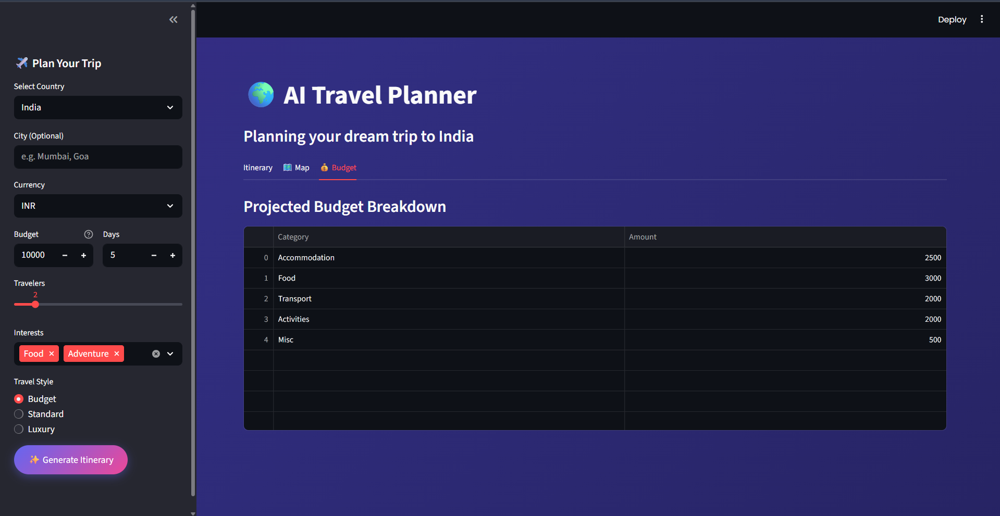 Deploy
✈️ Plan Your Trip
Select Country
India
City (Optional)
e.g. Mumbai, Goa
Currency
INR
Budget
Days
10000
5
Travelers
2
Interests
Food ×
Adventure ×
Travel Style
Budget
Standard
Luxury
✨ Generate Itinerary
🌍 AI Travel Planner
Planning your dream trip to India
Itinerary 🗺️ Map 💰 Budget
Projected Budget Breakdown
Category Amount
0 Accommodation 2500
1 Food 3000
2 Transport 2000
3 Activities 2000
4 Misc 500